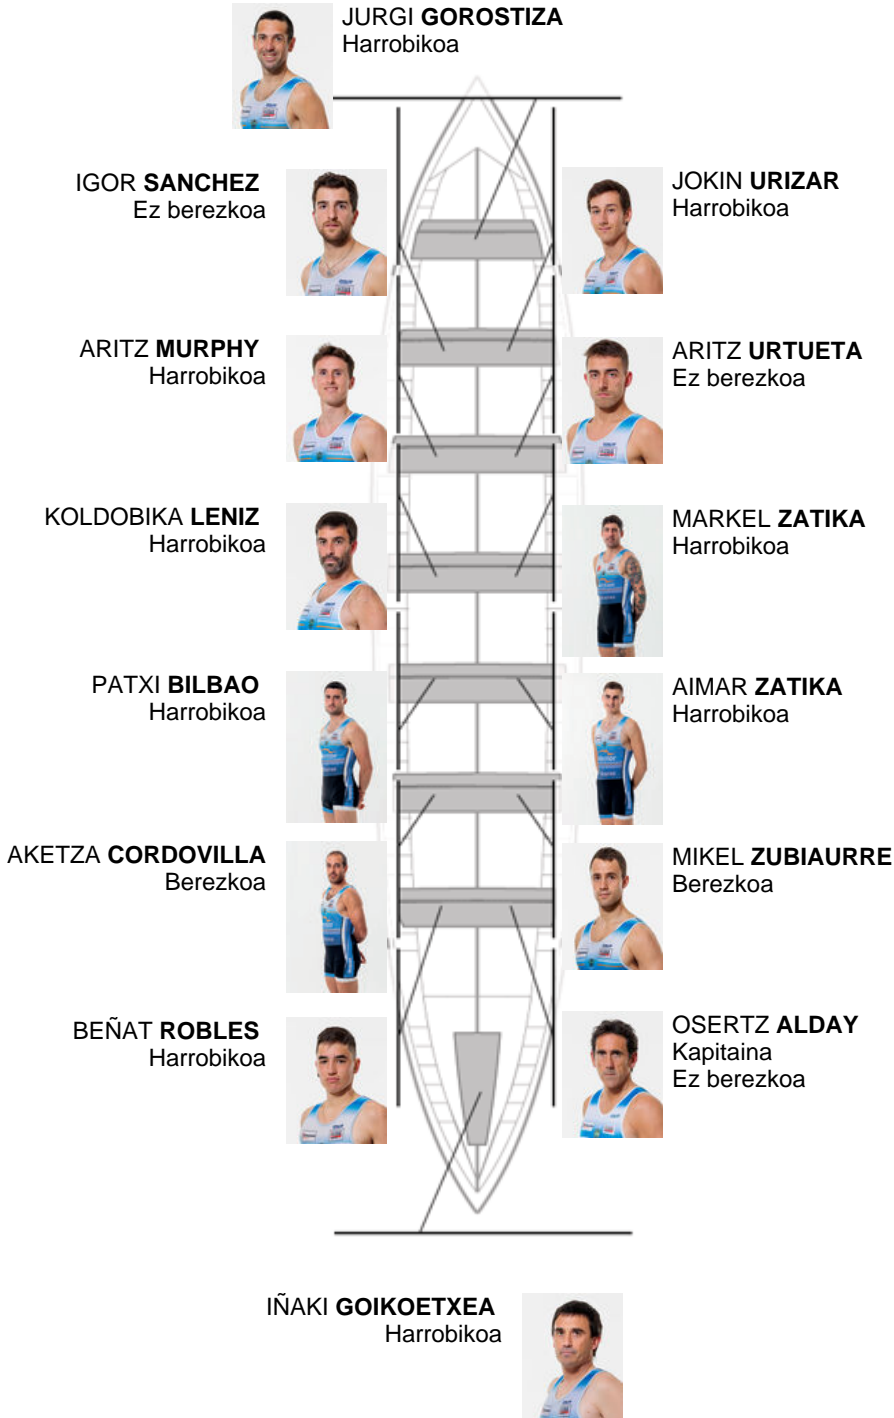 JURGI GOROSTIZA
Harrobikoa
IGOR SANCHEZ
Ez berezkoa
JOKIN URIZAR
Harrobikoa
ARITZ MURPHY
Harrobikoa
ARITZ URTUETA
Ez berezkoa
KOLDOBIKA LENIZ
Harrobikoa
MARKEL ZATIKA
Harrobikoa
PATXI BILBAO
Harrobikoa
AIMAR ZATIKA
Harrobikoa
AKETZA CORDOVILLA
Berezkoa
MIKEL ZUBIAURRE
Berezkoa
BEÑAT ROBLES
Harrobikoa
OSERTZ ALDAY
Kapitaina
Ez berezkoa
IÑAKI GOIKOETXEA
Harrobikoa